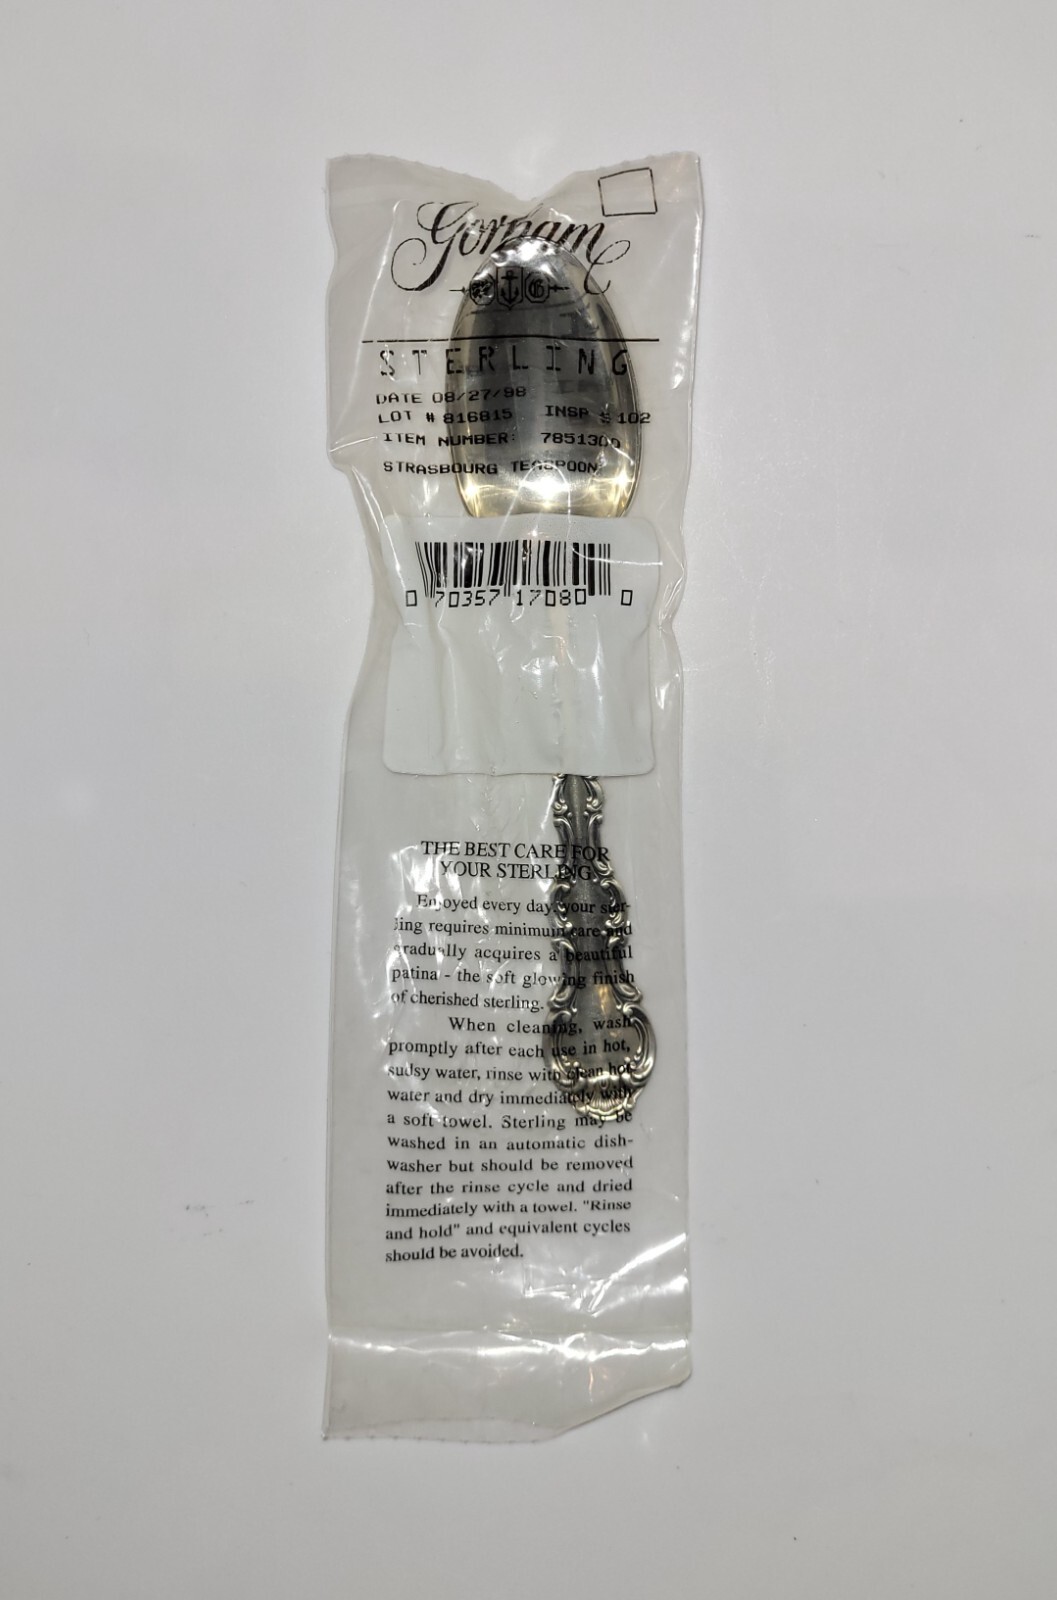 Gorham
STERLING
DATE 08/27/98
LOT # 816815 INSP $ 102
ITEM NUMBER: 7851300
STRASBOURG TEASPOON
0 70357 17080 0
THE BEST CARE FOR
YOUR STERLING
Enjoyed every day, your ster-
ling requires minimum care and
gradually acquires a beautiful
patina - the soft glowing finish
of cherished sterling.
When cleaning, wash
promptly after each use in hot,
sudsy water, rinse with clean hot
water and dry immediately with
a soft towel. Sterling may be
washed in an automatic dish-
washer but should be removed
after the rinse cycle and dried
immediately with a towel. "Rinse
and hold" and equivalent cycles
should be avoided.